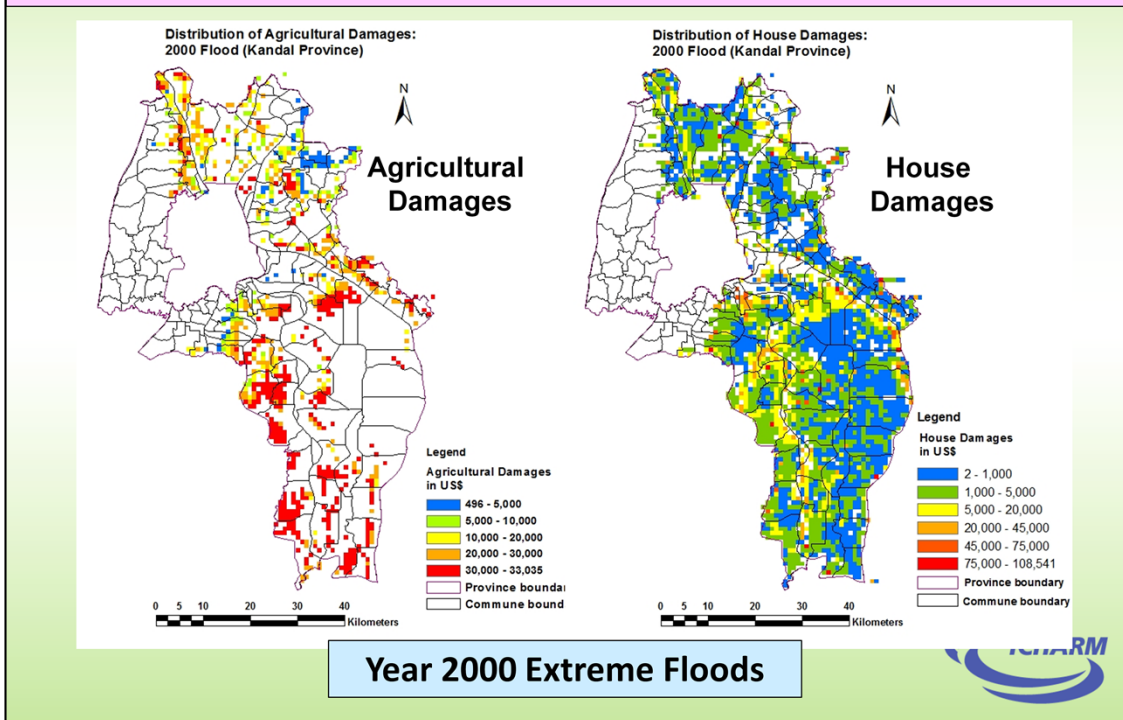 Distribution of Agricultural Damages:
2000 Flood (Kandal Province)
N
Agricultural
Damages
Legend
Agricultural Damages
in US$
496 - 5,000
5,000 - 10,000
10,000 - 20,000
20,000 - 30,000
30,000 - 33,035
Province bounda
Commune bound
0 5 10 20 30 40
Kilometers
Distribution of House Damages:
2000 Flood (Kandal Province)
N
House
Damages
Legend
House Damages
in US$
2 - 1,000
1,000 - 5,000
5,000 - 20,000
20,000 - 45,000
45,000 - 75,000
75,000 - 108,541
Province boundary
Commune boundary
0 5 10 20 30 40
Kilometers
Year 2000 Extreme Floods
ICHARM